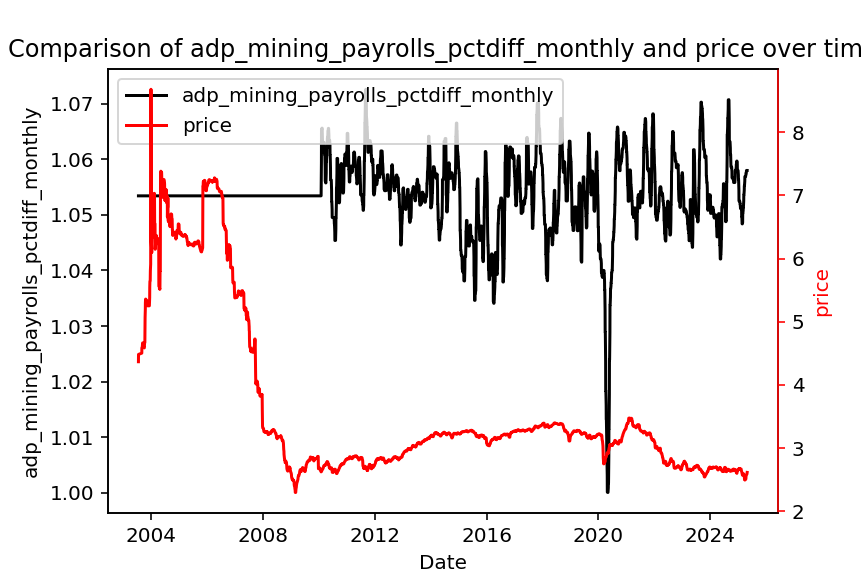 Comparison of adp_mining_payrolls_pctdiff_monthly and price over tim
adp_mining_payrolls_pctdiff_monthly
price
1.07
1.06
1.05
1.04
1.03
1.02
1.01
1.00
adp_mining_payrolls_pctdiff_monthly
8
7
6
5
4
3
2
price
2004 2008 2012 2016 2020 2024
Date